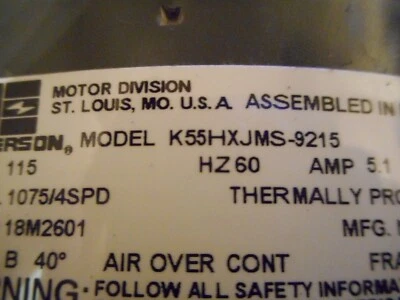 MOTOR DIVISION
ST. LOUIS, MO. U.S.A. ASSEMBLED IN
ERSON® MODEL K55HXJMS-9215
115 HZ 60 AMP 5.1
1075/4SPD THERMALLY PRO
18M2601 MFG.
B 40° AIR OVER CONT FRA
NING: FOLLOW ALL SAFETY INFORMA